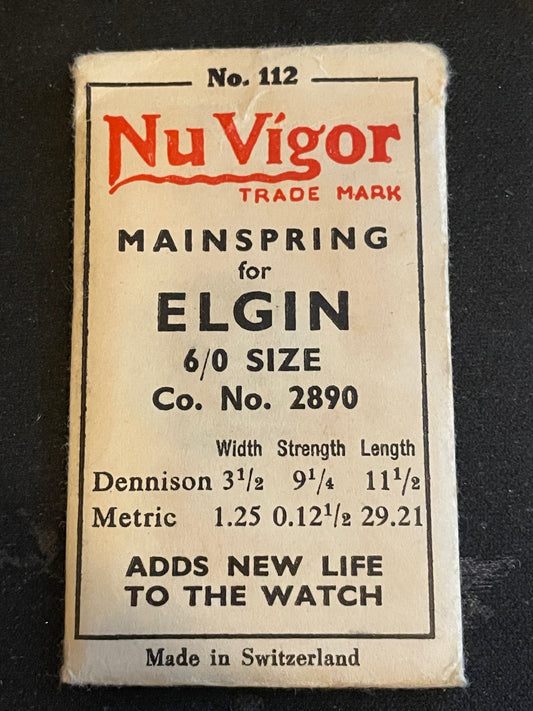 No. 112
Nu Vígor
TRADE MARK
MAINSPRING
for
ELGIN
6/0 SIZE
Co. No. 2890
Width Strength Length
Dennison 3½ 9¼ 11½
Metric 1.25 0.12½ 29.21
ADDS NEW LIFE
TO THE WATCH
Made in Switzerland